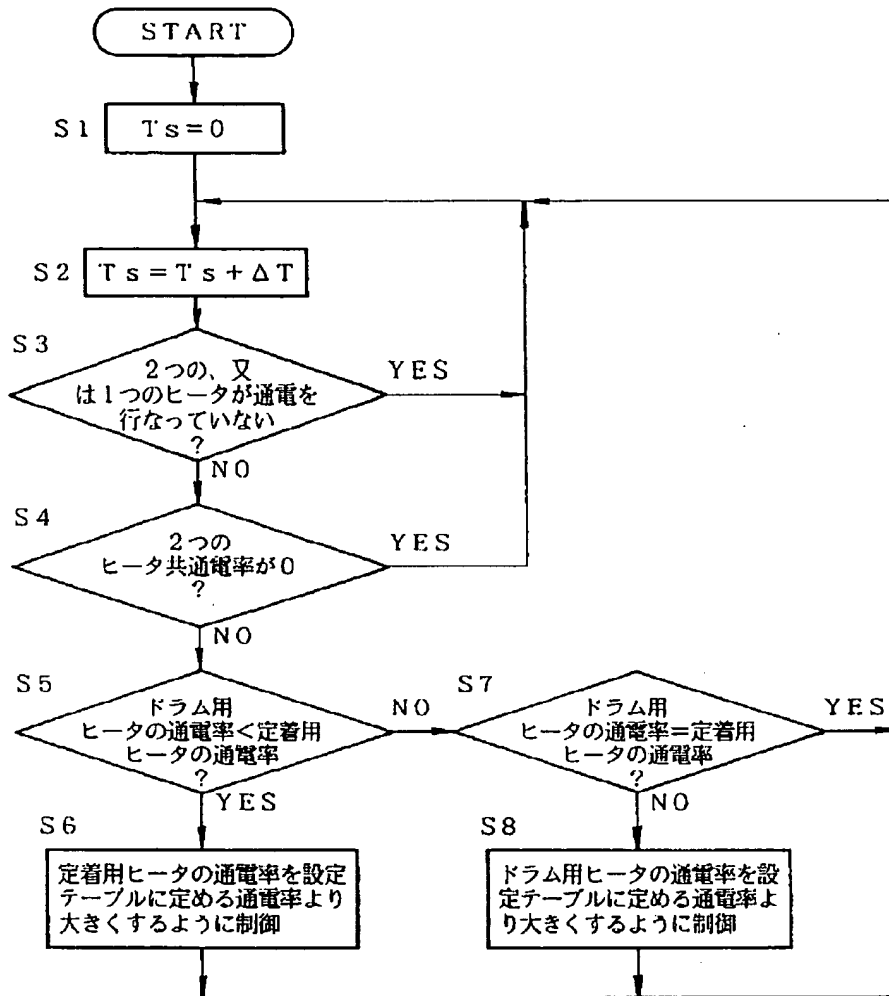 START
S1
Ts=0
S2
Ts=Ts+ΔT
S3
2つの、又
は1つのヒータが通電を
行なっていない
?
YES
NO
S4
2つの
ヒータ共通電率が0
?
YES
NO
S5
ドラム用
ヒータの通電率<定着用
ヒータの通電率
?
NO
YES
S7
ドラム用
ヒータの通電率=定着用
ヒータの通電率
?
YES
NO
S6
定着用ヒータの通電率を設定
テーブルに定める通電率より
大きくするように制御
S8
ドラム用ヒータの通電率を設
定テーブルに定める通電率よ
り大きくするように制御